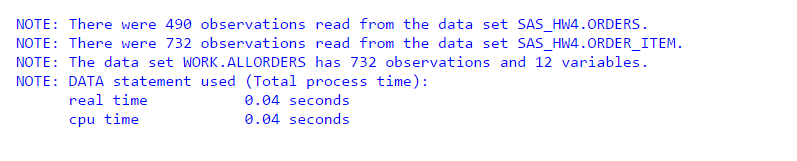 NOTE: There were 490 observations read from the data set SAS_HW4.ORDERS.
NOTE: There were 732 observations read from the data set SAS_HW4.ORDER_ITEM.
NOTE: The data set WORK.ALLORDERS has 732 observations and 12 variables.
NOTE: DATA statement used (Total process time):
      real time           0.04 seconds
      cpu time            0.04 seconds